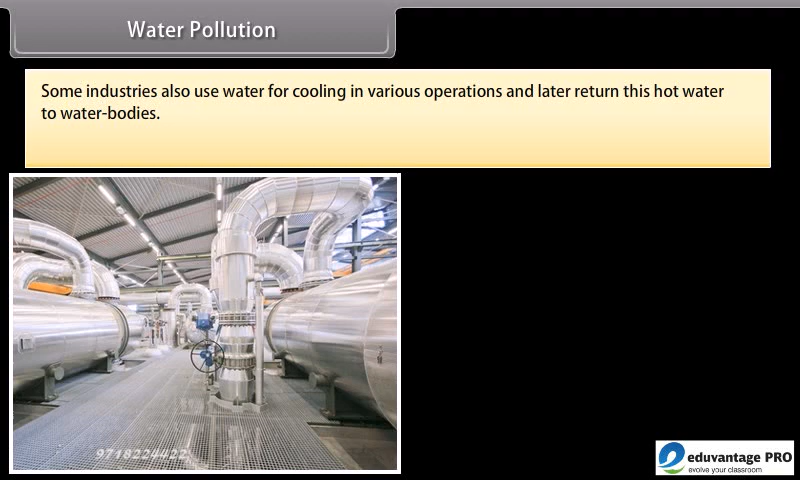 Water Pollution
Some industries also use water for cooling in various operations and later return this hot water
to water-bodies.
9718224422
eduvantage PRO
evolve your classroom